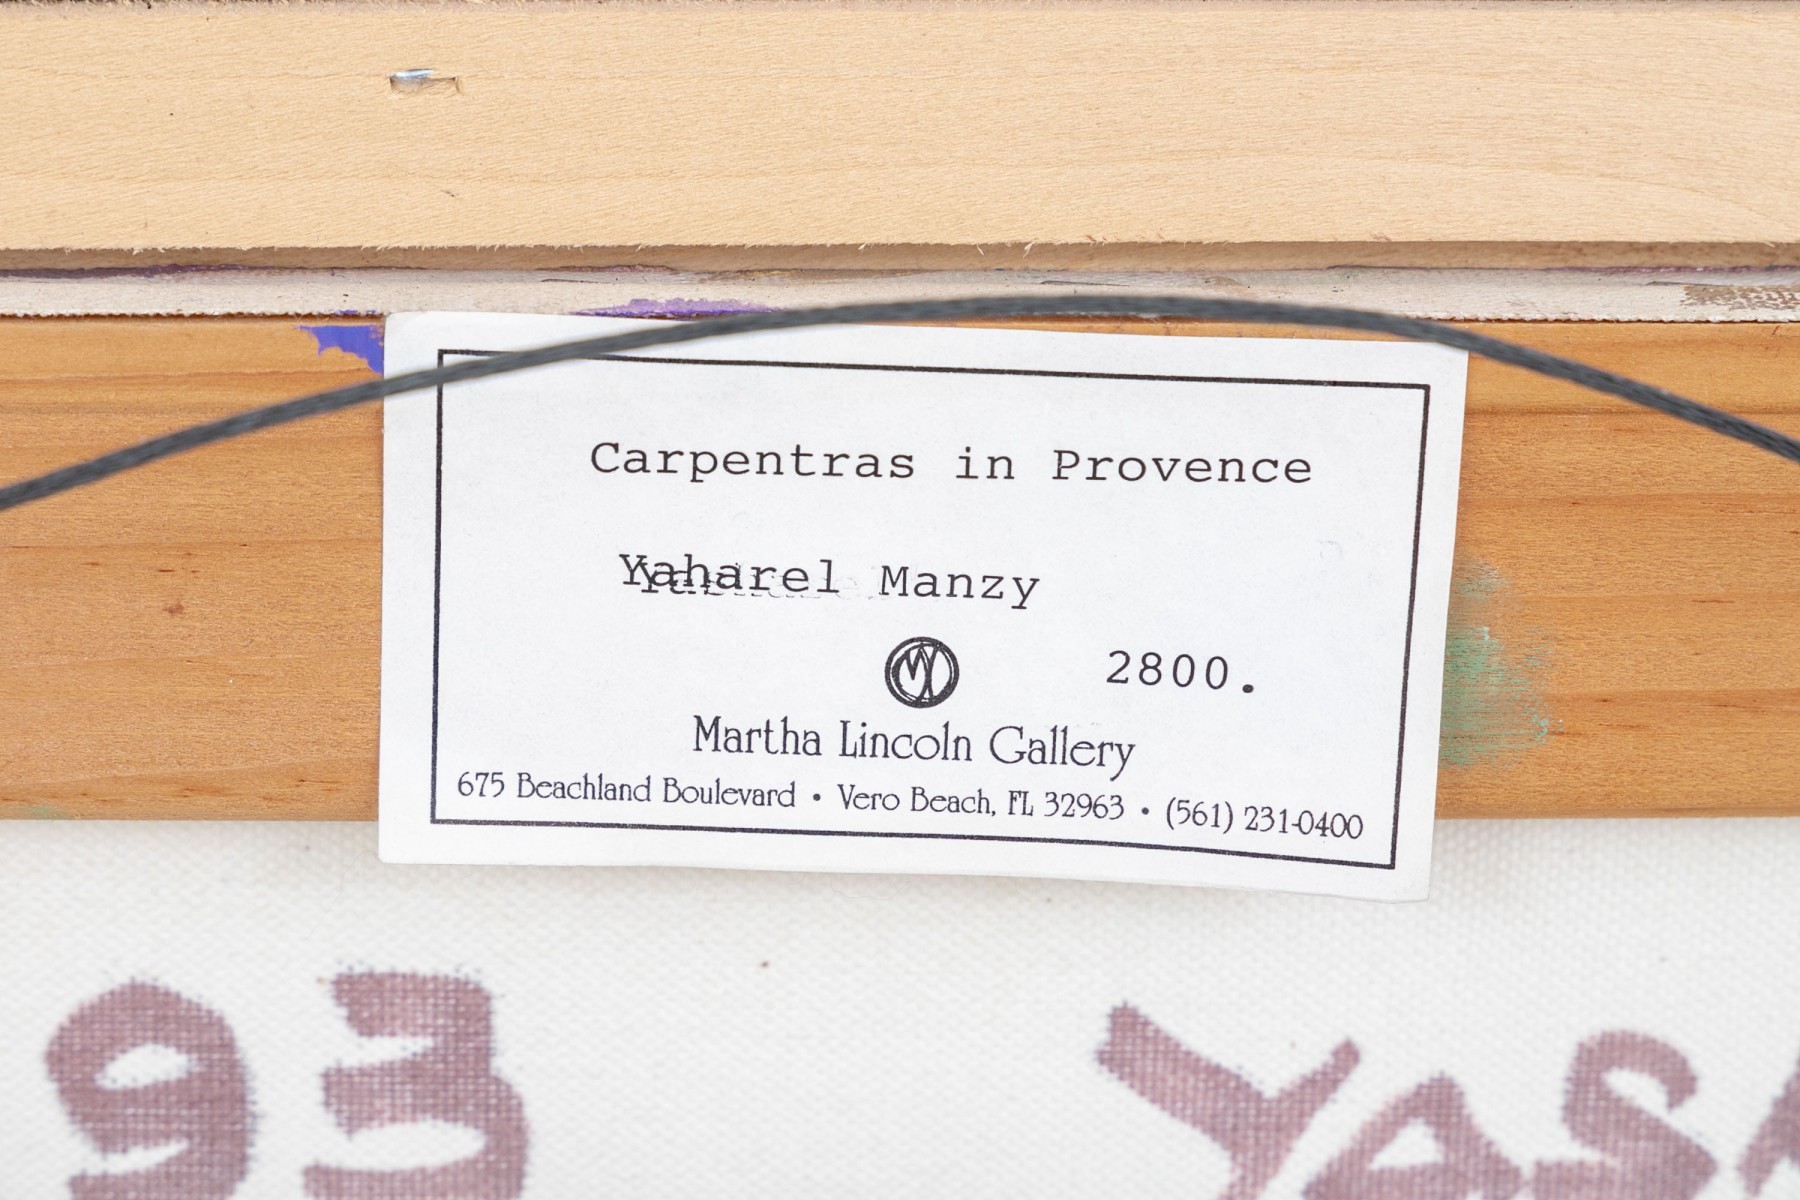 Carpentras in Provence
Yaharel Manzy
2800.
Martha Lincoln Gallery
675 Beachland Boulevard • Vero Beach, FL 32963 • (561) 231-0400
93 YAS